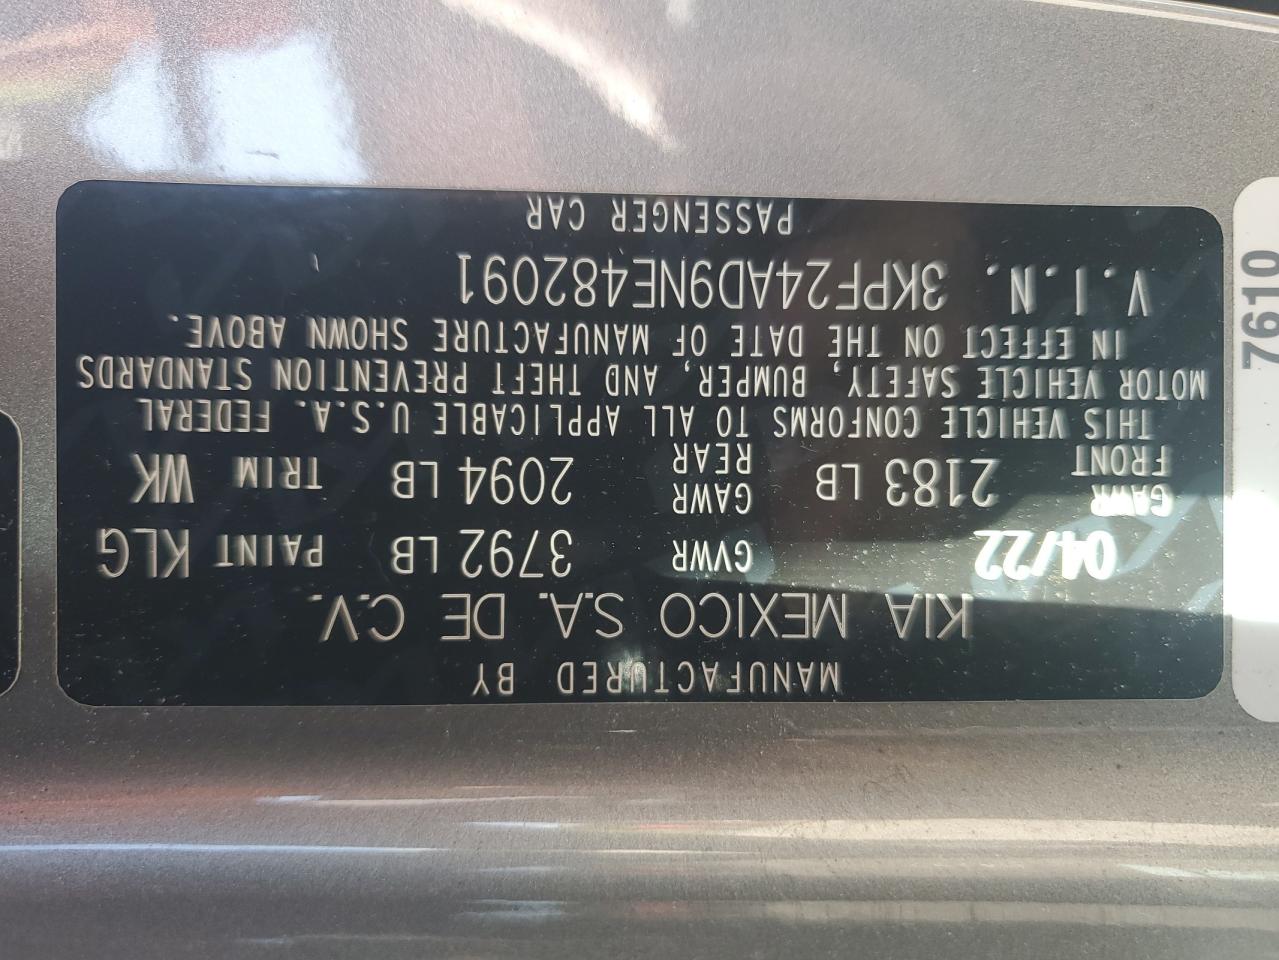 MANUFACTURED BY
KIA MEXICO S.A. DE C.V.
04/22 GVWR 3792 LB PAINT KLG
GAWR FRONT 2183 LB GAWR REAR 2094 LB TRIM WK
THIS VEHICLE CONFORMS TO ALL APPLICABLE U.S.A. FEDERAL
MOTOR VEHICLE SAFETY, BUMPER, AND THEFT PREVENTION STANDARDS
IN EFFECT ON THE DATE OF MANUFACTURE SHOWN ABOVE.
V.I.N. 3KPF24AD9NE482091
PASSENGER CAR
7610